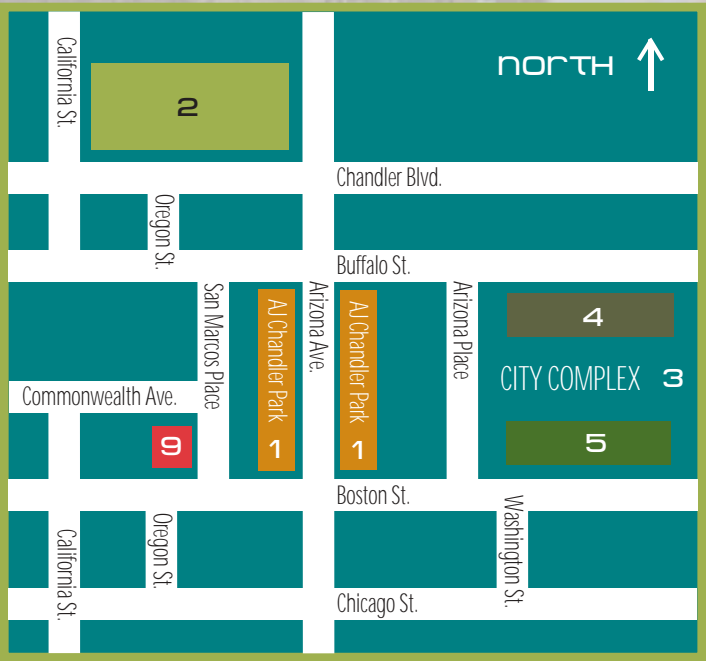 California St.
2
NORTH
Chandler Blvd.
Oregon St.
Buffalo St.
San Marcos Place
AJ Chandler Park
1
Arizona Ave.
AJ Chandler Park
1
Arizona Place
4
CITY COMPLEX 3
5
Commonwealth Ave.
9
Boston St.
California St.
Oregon St.
Washington St.
Chicago St.